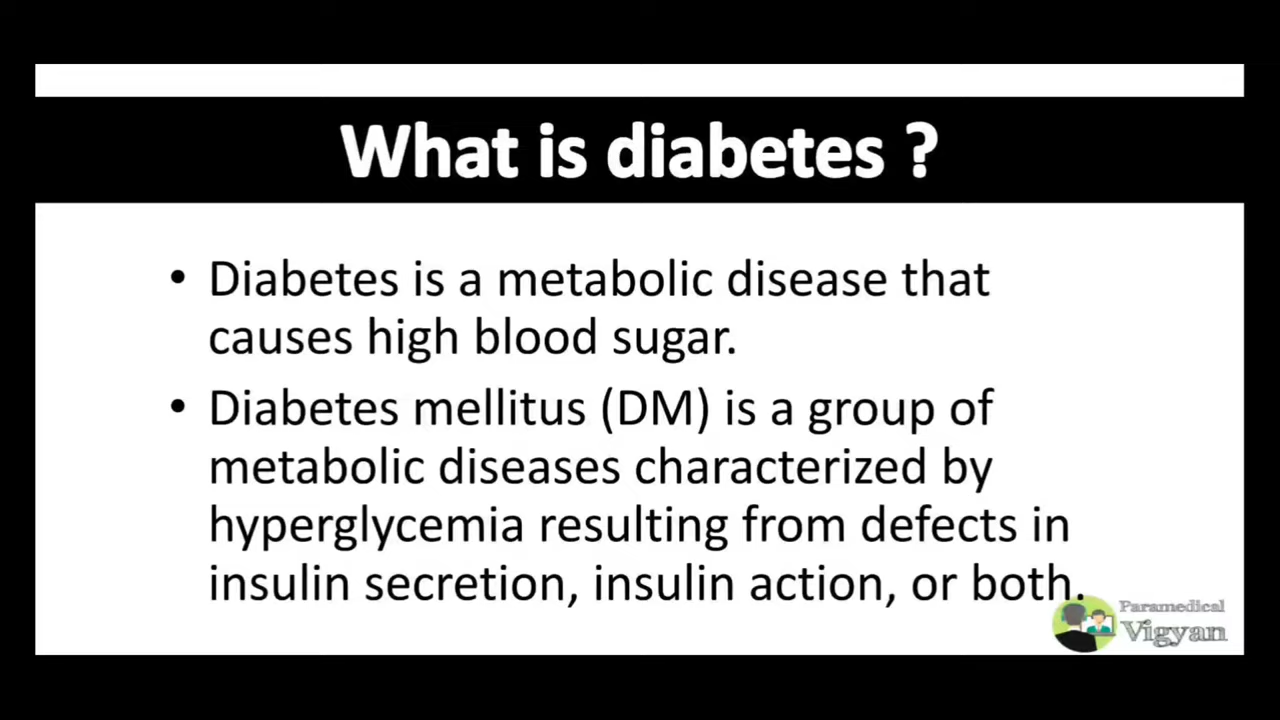 What is diabetes ?
• Diabetes is a metabolic disease that
causes high blood sugar.
• Diabetes mellitus (DM) is a group of
metabolic diseases characterized by
hyperglycemia resulting from defects in
insulin secretion, insulin action, or both.
Paramedical
Vigyan